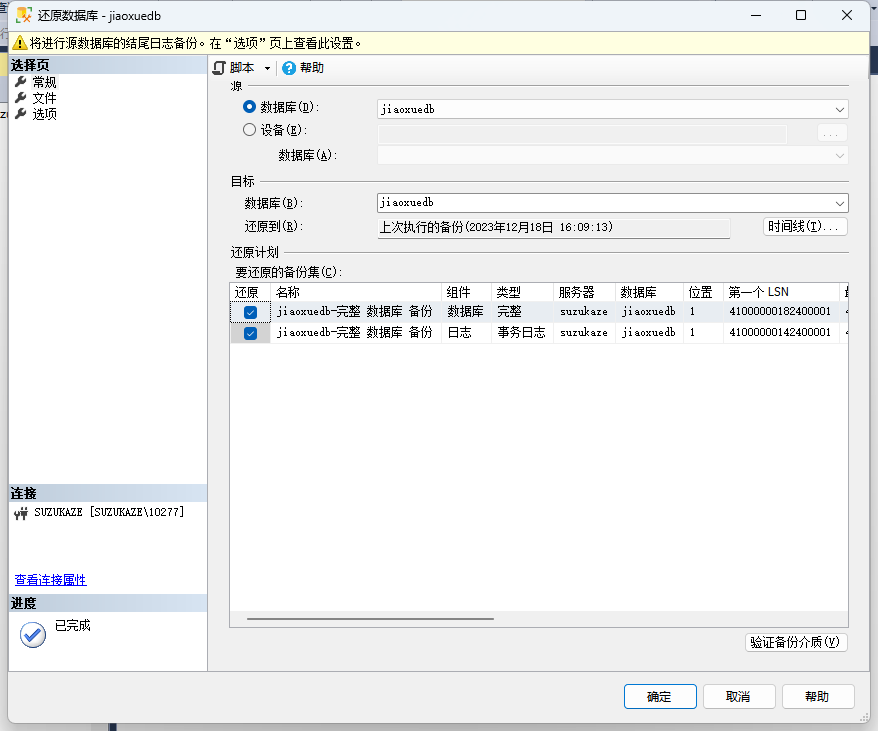 还原数据库 - jiaoxuedb
将进行源数据库的结尾日志备份。在“选项”页上查看此设置。
选择页
常规
文件
选项
脚本 帮助
源
数据库(D): jiaoxuedb
设备(E): ...
数据库(A):
目标
数据库(B): jiaoxuedb
还原到(R): 上次执行的备份(2023年12月18日 16:09:13) 时间线(T)...
还原计划
要还原的备份集(C):
还原 名称 组件 类型 服务器 数据库 位置 第一个 LSN
jiaoxuedb-完整 数据库 备份 数据库 完整 suzukaze jiaoxuedb 1 41000000182400001
jiaoxuedb-完整 数据库 备份 日志 事务日志 suzukaze jiaoxuedb 1 41000000142400001
连接
SUZUKAZE [SUZUKAZE\10277]
查看连接属性
进度
已完成
验证备份介质(V)
确定 取消 帮助